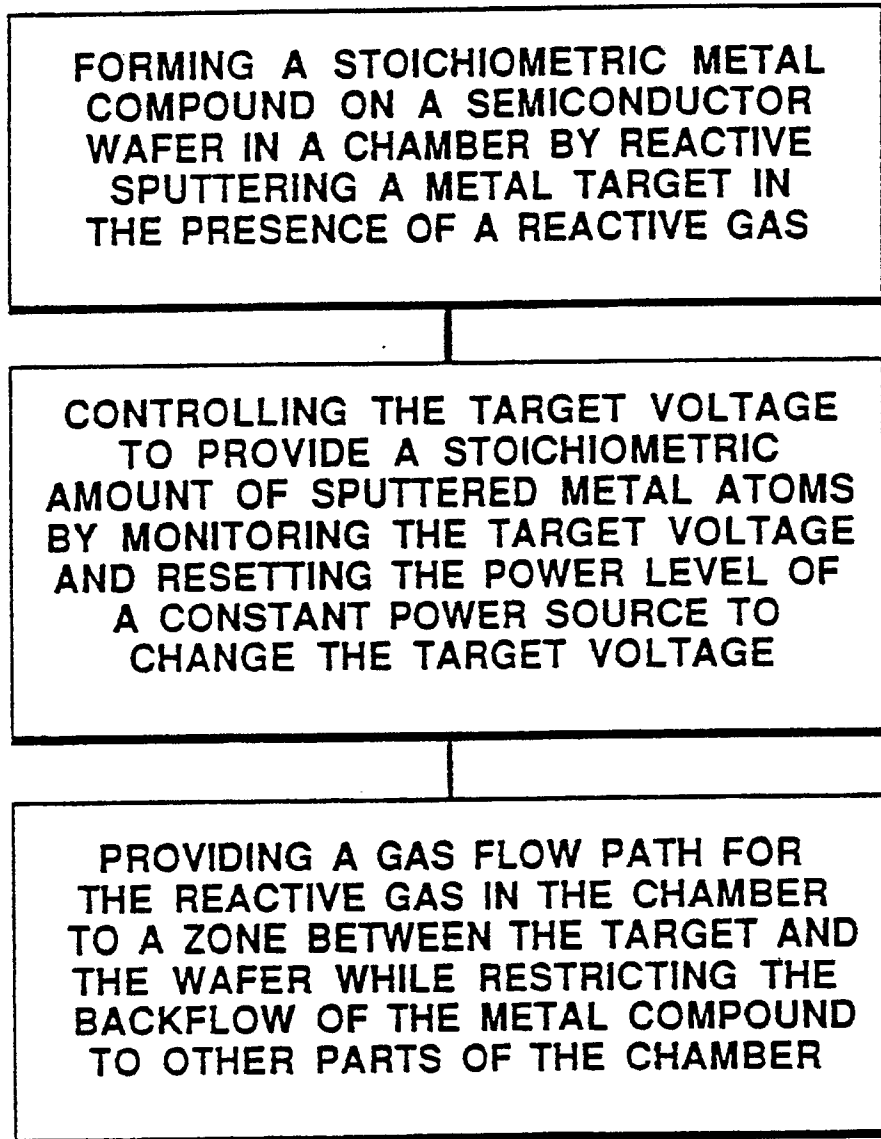 FORMING A STOICHIOMETRIC METAL
COMPOUND ON A SEMICONDUCTOR
WAFER IN A CHAMBER BY REACTIVE
SPUTTERING A METAL TARGET IN
THE PRESENCE OF A REACTIVE GAS
CONTROLLING THE TARGET VOLTAGE
TO PROVIDE A STOICHIOMETRIC
AMOUNT OF SPUTTERED METAL ATOMS
BY MONITORING THE TARGET VOLTAGE
AND RESETTING THE POWER LEVEL OF
A CONSTANT POWER SOURCE TO
CHANGE THE TARGET VOLTAGE
PROVIDING A GAS FLOW PATH FOR
THE REACTIVE GAS IN THE CHAMBER
TO A ZONE BETWEEN THE TARGET AND
THE WAFER WHILE RESTRICTING THE
BACKFLOW OF THE METAL COMPOUND
TO OTHER PARTS OF THE CHAMBER